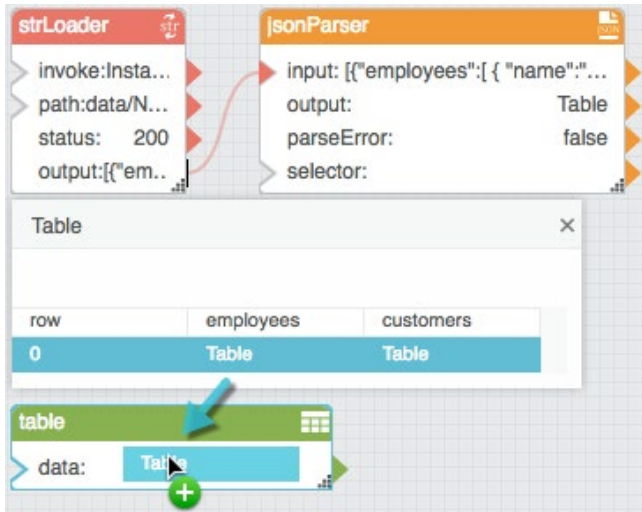 strLoader str
jsonParser JSON
invoke:Insta...
path:data/N...
status: 200
output:[{"em..
input: [{"employees":[ { "name":"...
output: Table
parseError: false
selector:
Table
row employees customers
0 Table Table
table
data: Table